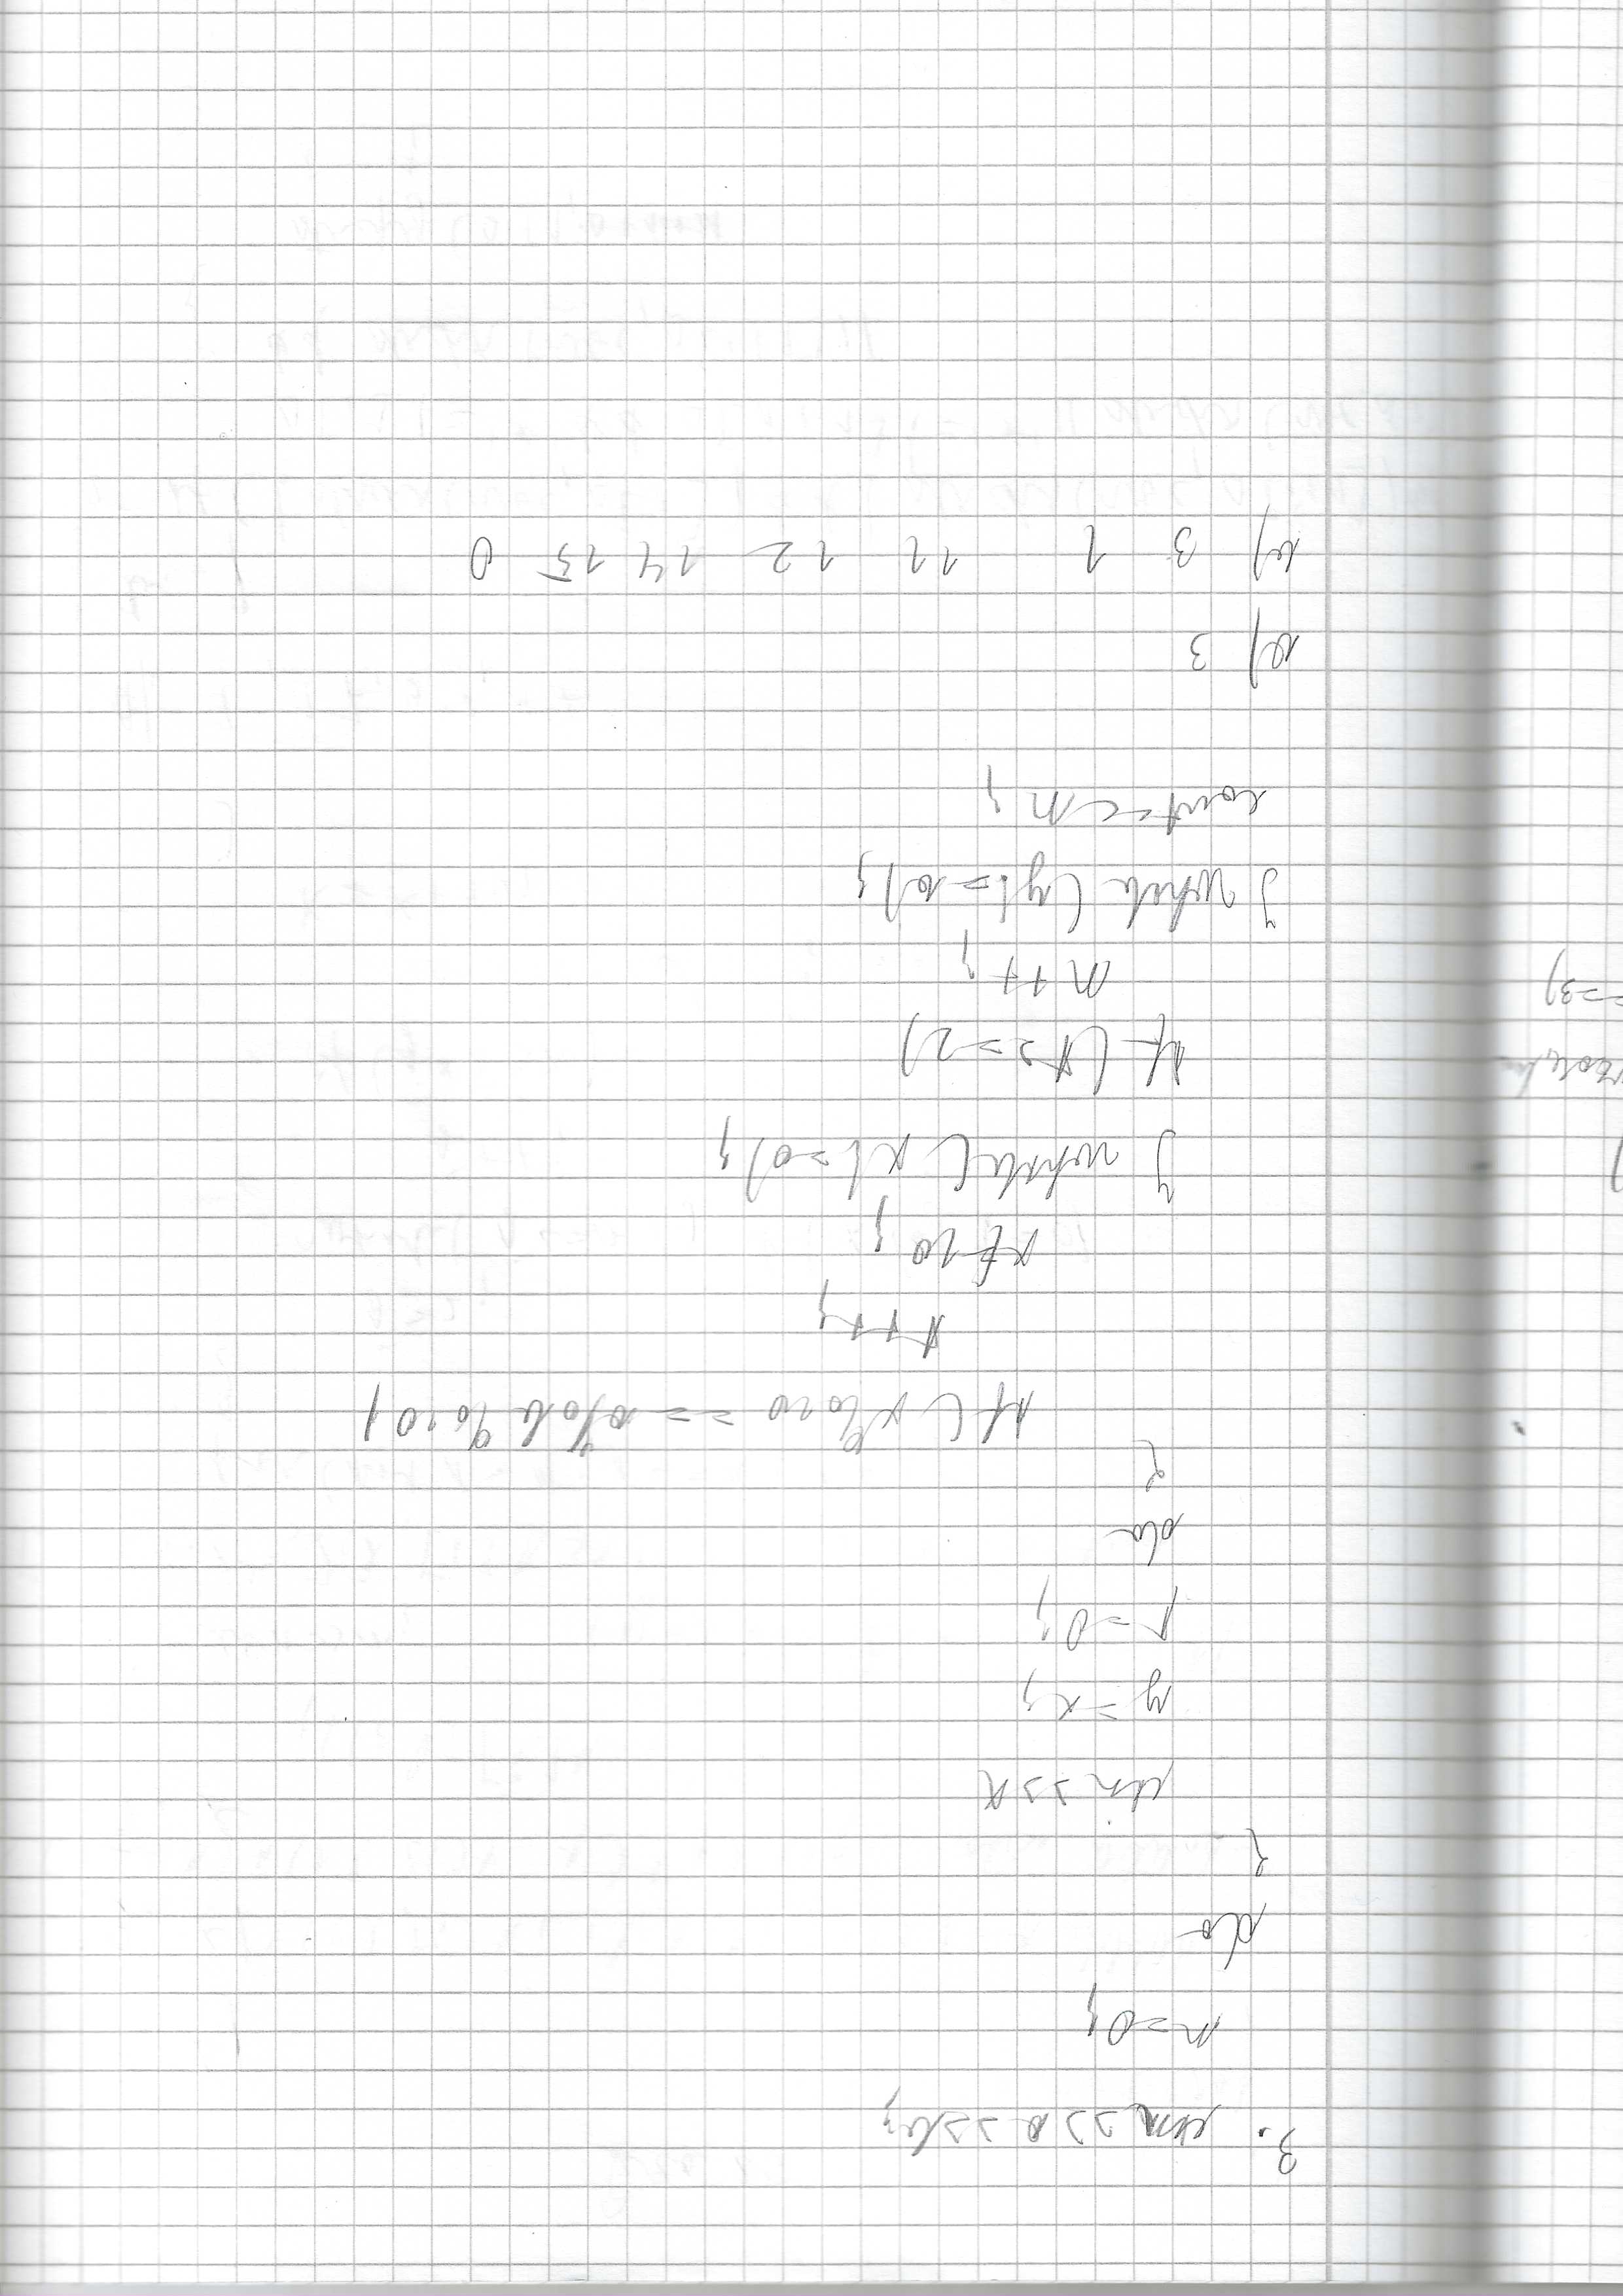 3. cin >> a >> b;
n=0;
do
{
cin >> x
y = x;
r = 0;
do
{
if ( x%10 == a%b%10)
r++;
x/=10;
} while( x!=0);
if (r>=2)
n++;
} while (y!=0);
cout << n;
a) 3
b) 3 1 11 12 14 15 0
==3)